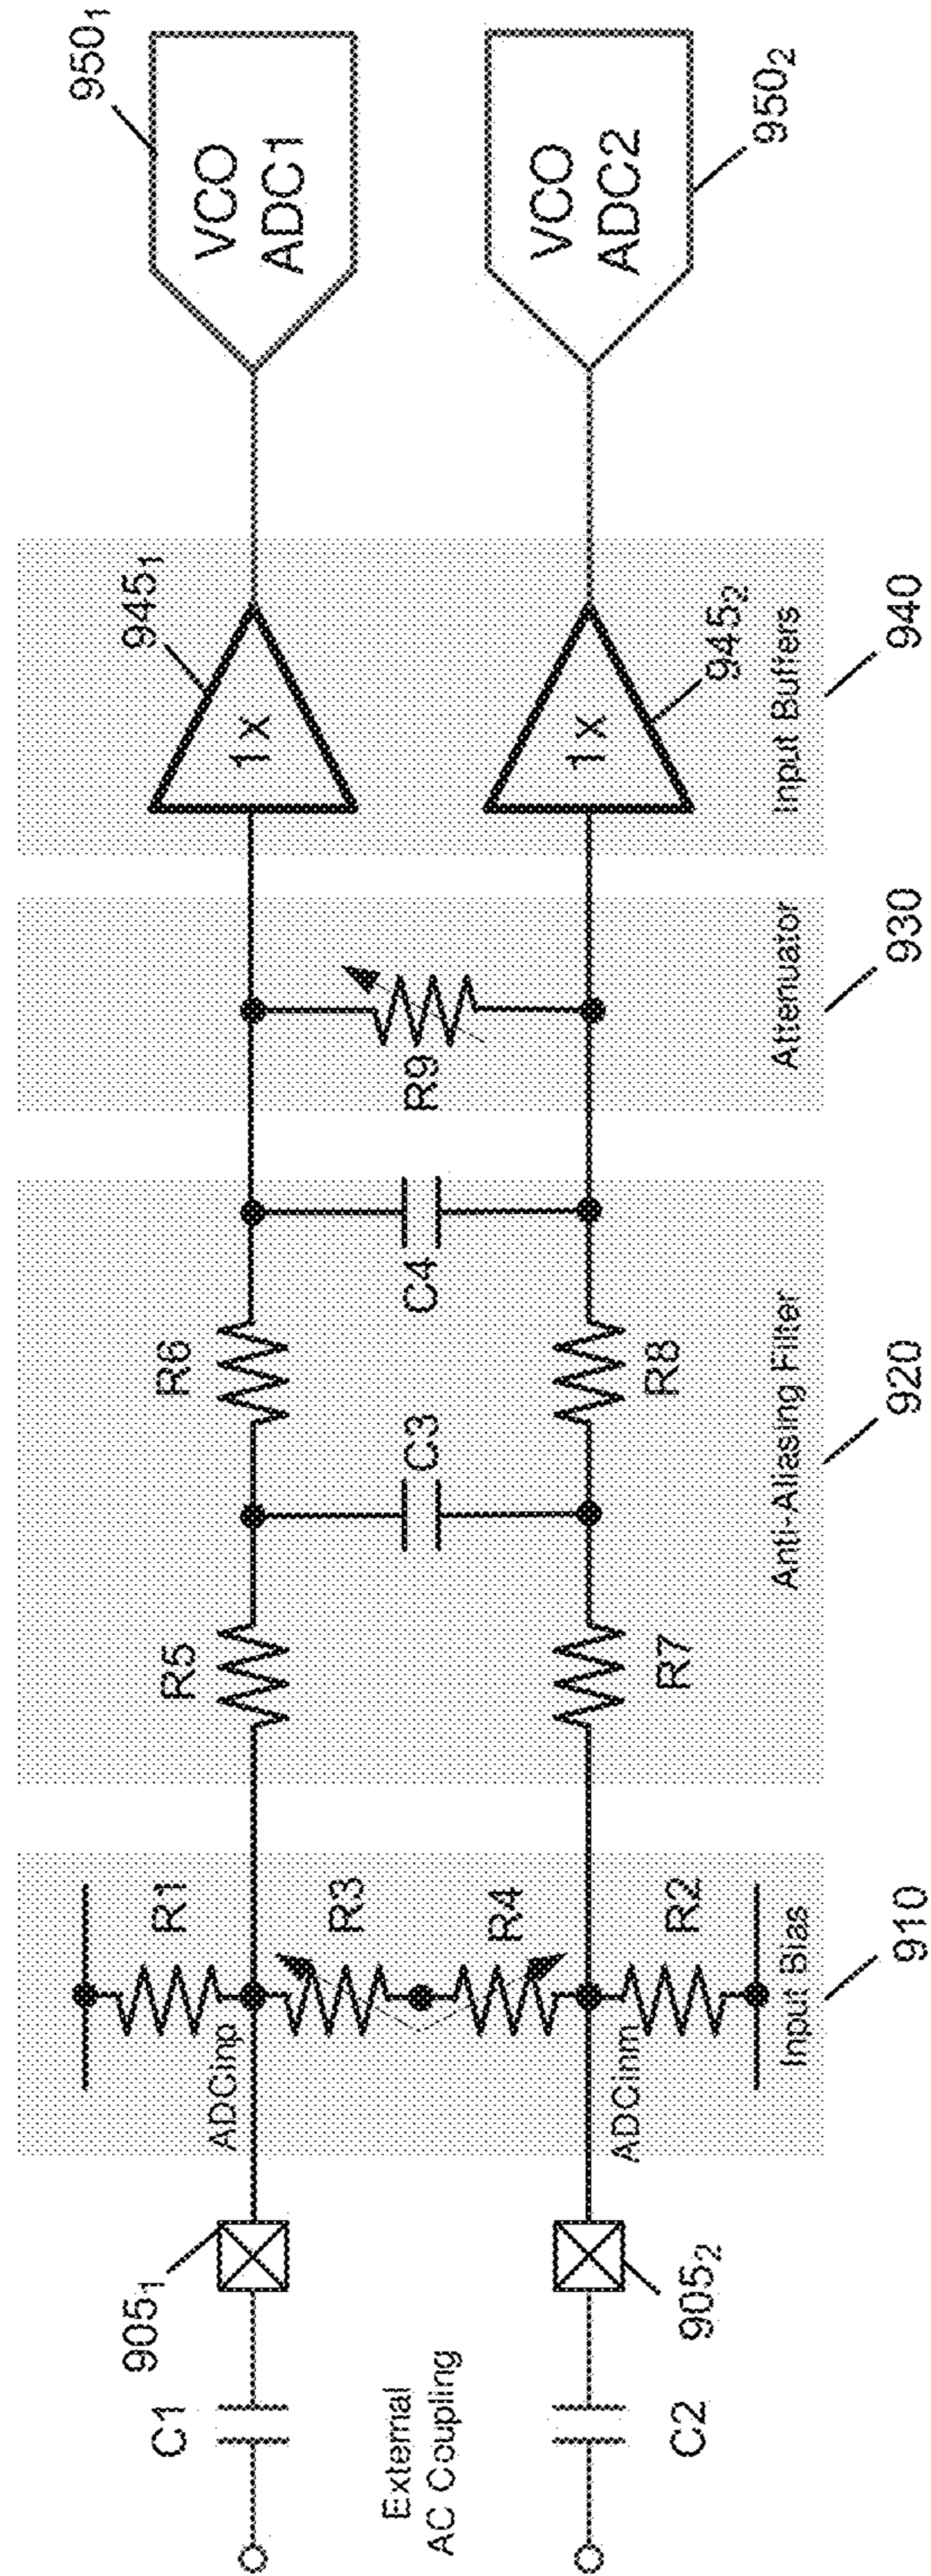 C1
External
AC Coupling
C2
905₁
905₂
ADCinp
ADCinm
R1
R3
R4
R2
Input Bias
910
R5
R7
C3
R6
R8
C4
Anti-Aliasing Filter
920
R9
Attenuator
930
1x
1x
945₁
945₂
Input Buffers
940
VCO
ADC1
VCO
ADC2
950₁
950₂